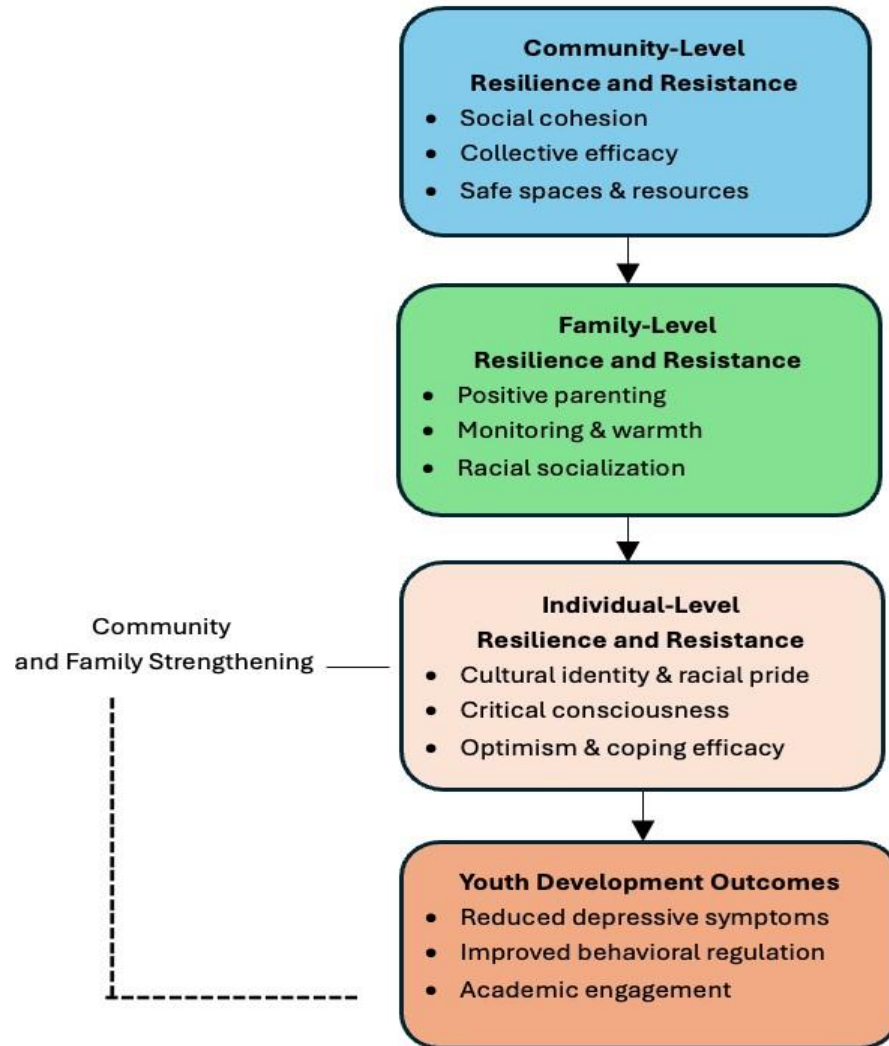 Community-Level
Resilience and Resistance
• Social cohesion
• Collective efficacy
• Safe spaces & resources
Family-Level
Resilience and Resistance
• Positive parenting
• Monitoring & warmth
• Racial socialization
Individual-Level
Resilience and Resistance
• Cultural identity & racial pride
• Critical consciousness
• Optimism & coping efficacy
Community
and Family Strengthening
Youth Development Outcomes
• Reduced depressive symptoms
• Improved behavioral regulation
• Academic engagement